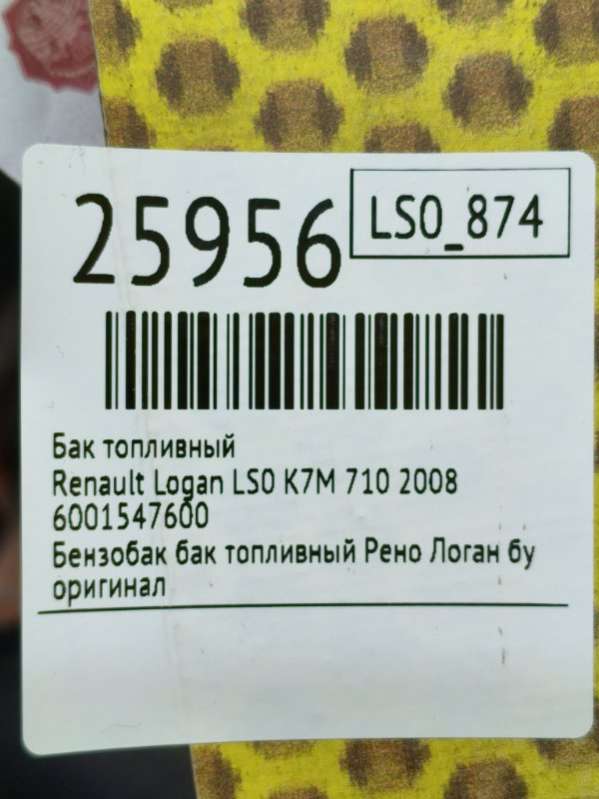 25956
LS0_874
Бак топливный
Renault Logan LS0 K7M 710 2008
6001547600
Бензобак бак топливный Рено Логан бу
оригинал